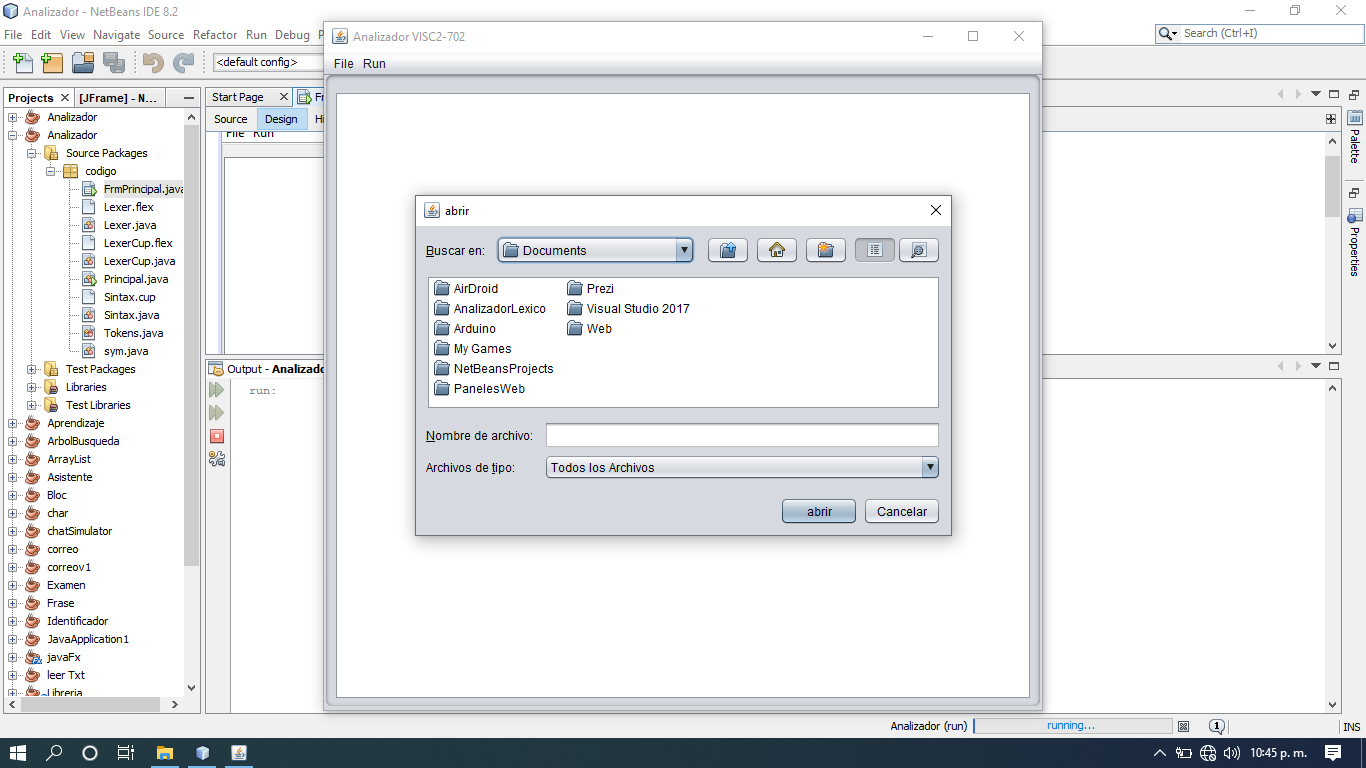 Analizador - NetBeans IDE 8.2
File Edit View Navigate Source Refactor Run Debug P
Search (Ctrl+I)
<default config>
Analizador VISC2-702
File Run
Projects
[JFrame] - N...
Start Page
Fr
Source Design Hi
File Run
Analizador
Analizador
Source Packages
codigo
FrmPrincipal.java
Lexer.flex
Lexer.java
LexerCup.flex
LexerCup.java
Principal.java
Sintax.cup
Sintax.java
Tokens.java
sym.java
Test Packages
Libraries
Test Libraries
Aprendizaje
ArbolBusqueda
ArrayList
Asistente
Bloc
char
chatSimulator
correo
correov1
Examen
Frase
Identificador
JavaApplication1
javaFx
leer Txt
Libreria
Output - Analizado
run:
abrir
Buscar en: Documents
AirDroid
AnalizadorLexico
Arduino
My Games
NetBeansProjects
PanelesWeb
Prezi
Visual Studio 2017
Web
Nombre de archivo:
Archivos de tipo: Todos los Archivos
abrir
Cancelar
Palette
Properties
Analizador (run)
running...
1
INS
10:45 p. m.